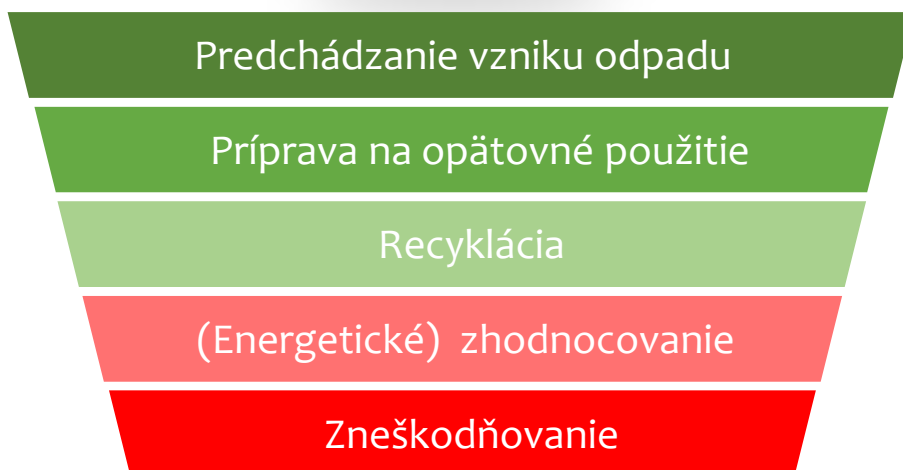 Predchádzanie vzniku odpadu
Príprava na opätovné použitie
Recyklácia
(Energetické) zhodnocovanie
Zneškodňovanie